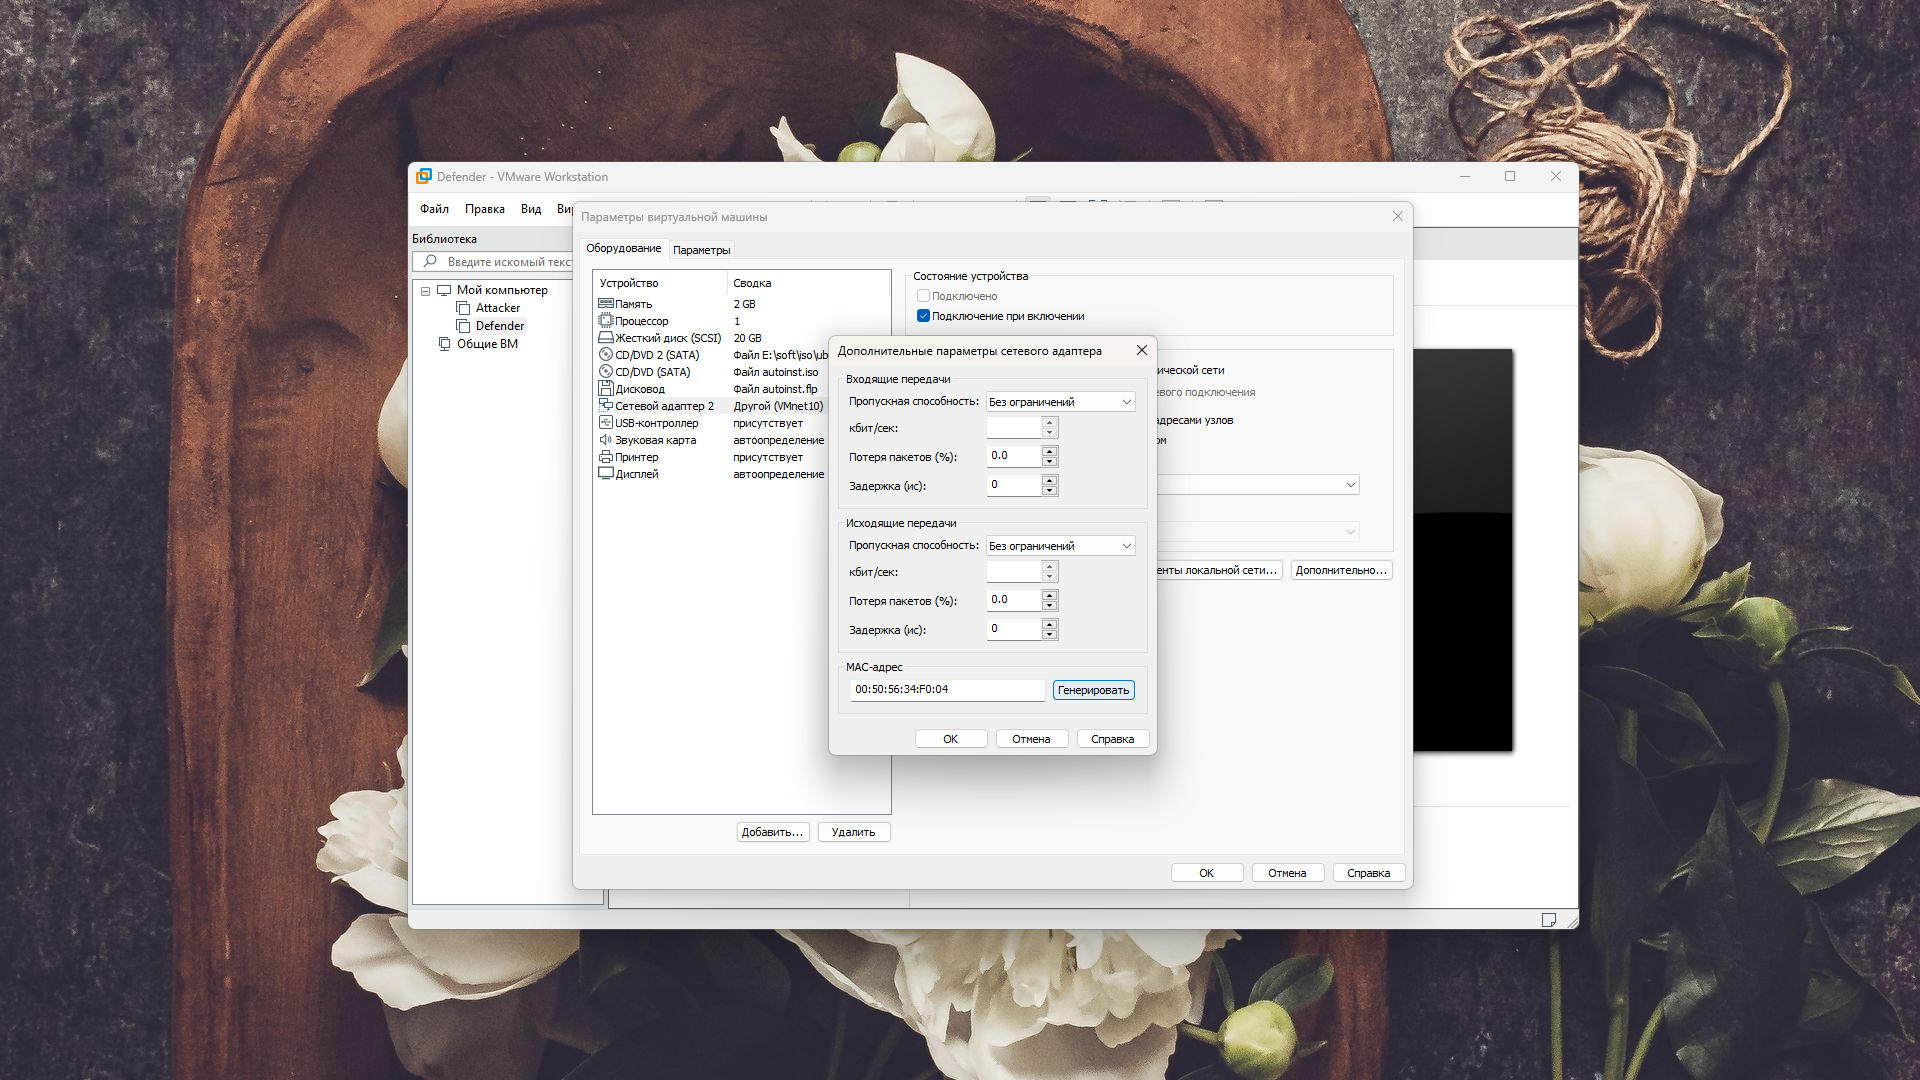 Defender - VMware Workstation
Файл Правка Вид
Параметры виртуальной машины
Библиотека
Оборудование Параметры
Введите искомый
Мой компьютер
Attacker
Defender
Общие ВМ
Устройство Сводка
Память 2 GB
Процессор 1
Жесткий диск (SCSI) 20 GB
CD/DVD 2 (SATA) Файл E:\soft\iso\ub
CD/DVD (SATA) Файл autoinst.iso
Дисковод Файл autoinst.flp
Сетевой адаптер 2 Другой (VMnet10)
USB-контроллер присутствует
Звуковая карта автоопределение
Принтер присутствует
Дисплей автоопределение
Добавить... Удалить
Состояние устройства
Подключено
Подключение при включении
ической сети
евого подключения
адресами узлов
ом
енты локальной сети... Дополнительно...
Дополнительные параметры сетевого адаптера
Входящие передачи
Пропускная способность: Без ограничений
кбит/сек:
Потеря пакетов (%): 0.0
Задержка (иc): 0
Исходящие передачи
Пропускная способность: Без ограничений
кбит/сек:
Потеря пакетов (%): 0.0
Задержка (иc): 0
MAC-адрес
00:50:56:34:F0:04 Генерировать
OK Отмена Справка
OK Отмена Справка